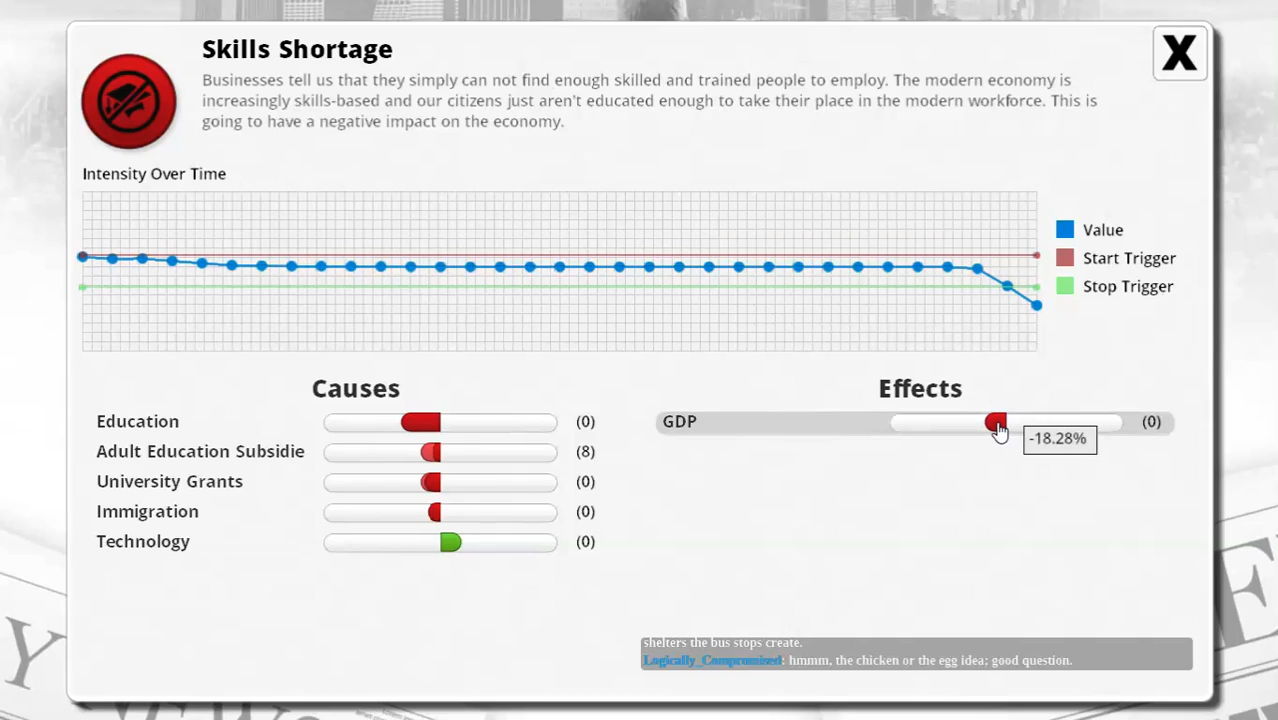 Skills Shortage
X
Businesses tell us that they simply can not find enough skilled and trained people to employ. The modern economy is
increasingly skills-based and our citizens just aren't educated enough to take their place in the modern workforce. This is
going to have a negative impact on the economy.
Intensity Over Time
Value
Start Trigger
Stop Trigger
Causes
Education (0)
Adult Education Subsidie (8)
University Grants (0)
Immigration (0)
Technology (0)
Effects
GDP (0)
-18.28%
shelters the bus stops create.
Logically_Compromised: hmmm, the chicken or the egg idea; good question.